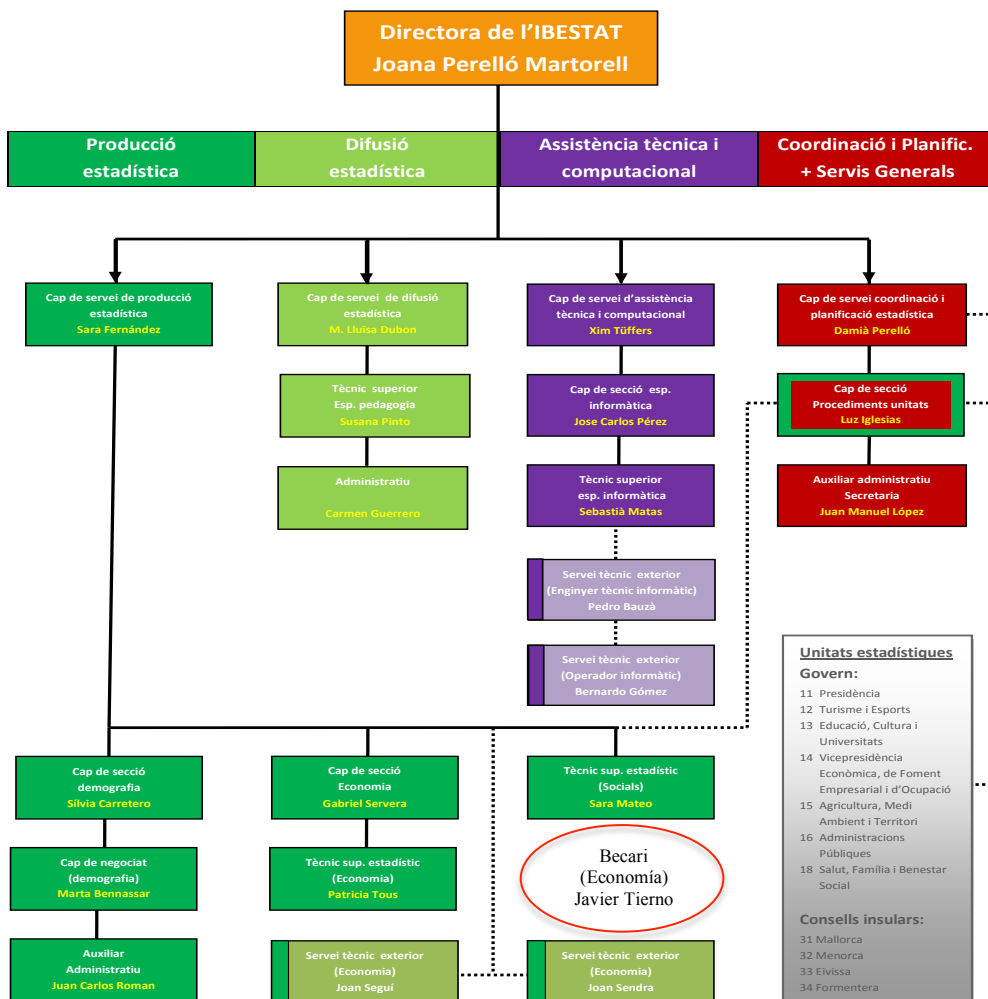 Directora de l'IBESTAT
Joana Perelló Martorell
Producció
estadística
Difusió
estadística
Assistència tècnica i
computacional
Coordinació i Planific.
+ Servis Generals
Cap de servei de producció
estadística
Sara Fernández
Cap de servei de difusió
estadística
M. Lluïsa Dubon
Cap de servei d'assistència
tècnica i computacional
Xim Tüffers
Cap de servei coordinació i
planificació estadística
Damià Perelló
Tècnic superior
Esp. pedagogia
Susana Pinto
Cap de secció esp.
informàtica
Jose Carlos Pérez
Cap de secció
Procediments unitats
Luz Iglesias
Administratiu
Carmen Guerrero
Tècnic superior
esp. informàtica
Sebastià Matas
Auxiliar administratiu
Secretaria
Juan Manuel López
Servei tècnic exterior
(Enginyer tècnic informàtic)
Pedro Bauzà
Servei tècnic exterior
(Operador informàtic)
Bernardo Gómez
Unitats estadístiques
Govern:
11 Presidència
12 Turisme i Esports
13 Educació, Cultura i
Universitats
14 Vicepresidència
Econòmica, de Foment
Empresarial i d'Ocupació
15 Agricultura, Medi
Ambient i Territori
16 Administracions
Públiques
18 Salut, Família i Benestar
Social
Consells insulars:
31 Mallorca
32 Menorca
33 Eivissa
34 Formentera
Cap de secció
demografia
Silvia Carretero
Cap de secció
Economia
Gabriel Servera
Tècnic sup. estadístic
(Socials)
Sara Mateo
Cap de negociat
(demografia)
Marta Bennassar
Tècnic sup. estadístic
(Economia)
Patricia Tous
Becari
(Economía)
Javier Tierno
Auxiliar
Administratiu
Juan Carlos Roman
Servei tècnic exterior
(Economia)
Joan Seguí
Servei tècnic exterior
(Economia)
Joan Sendra